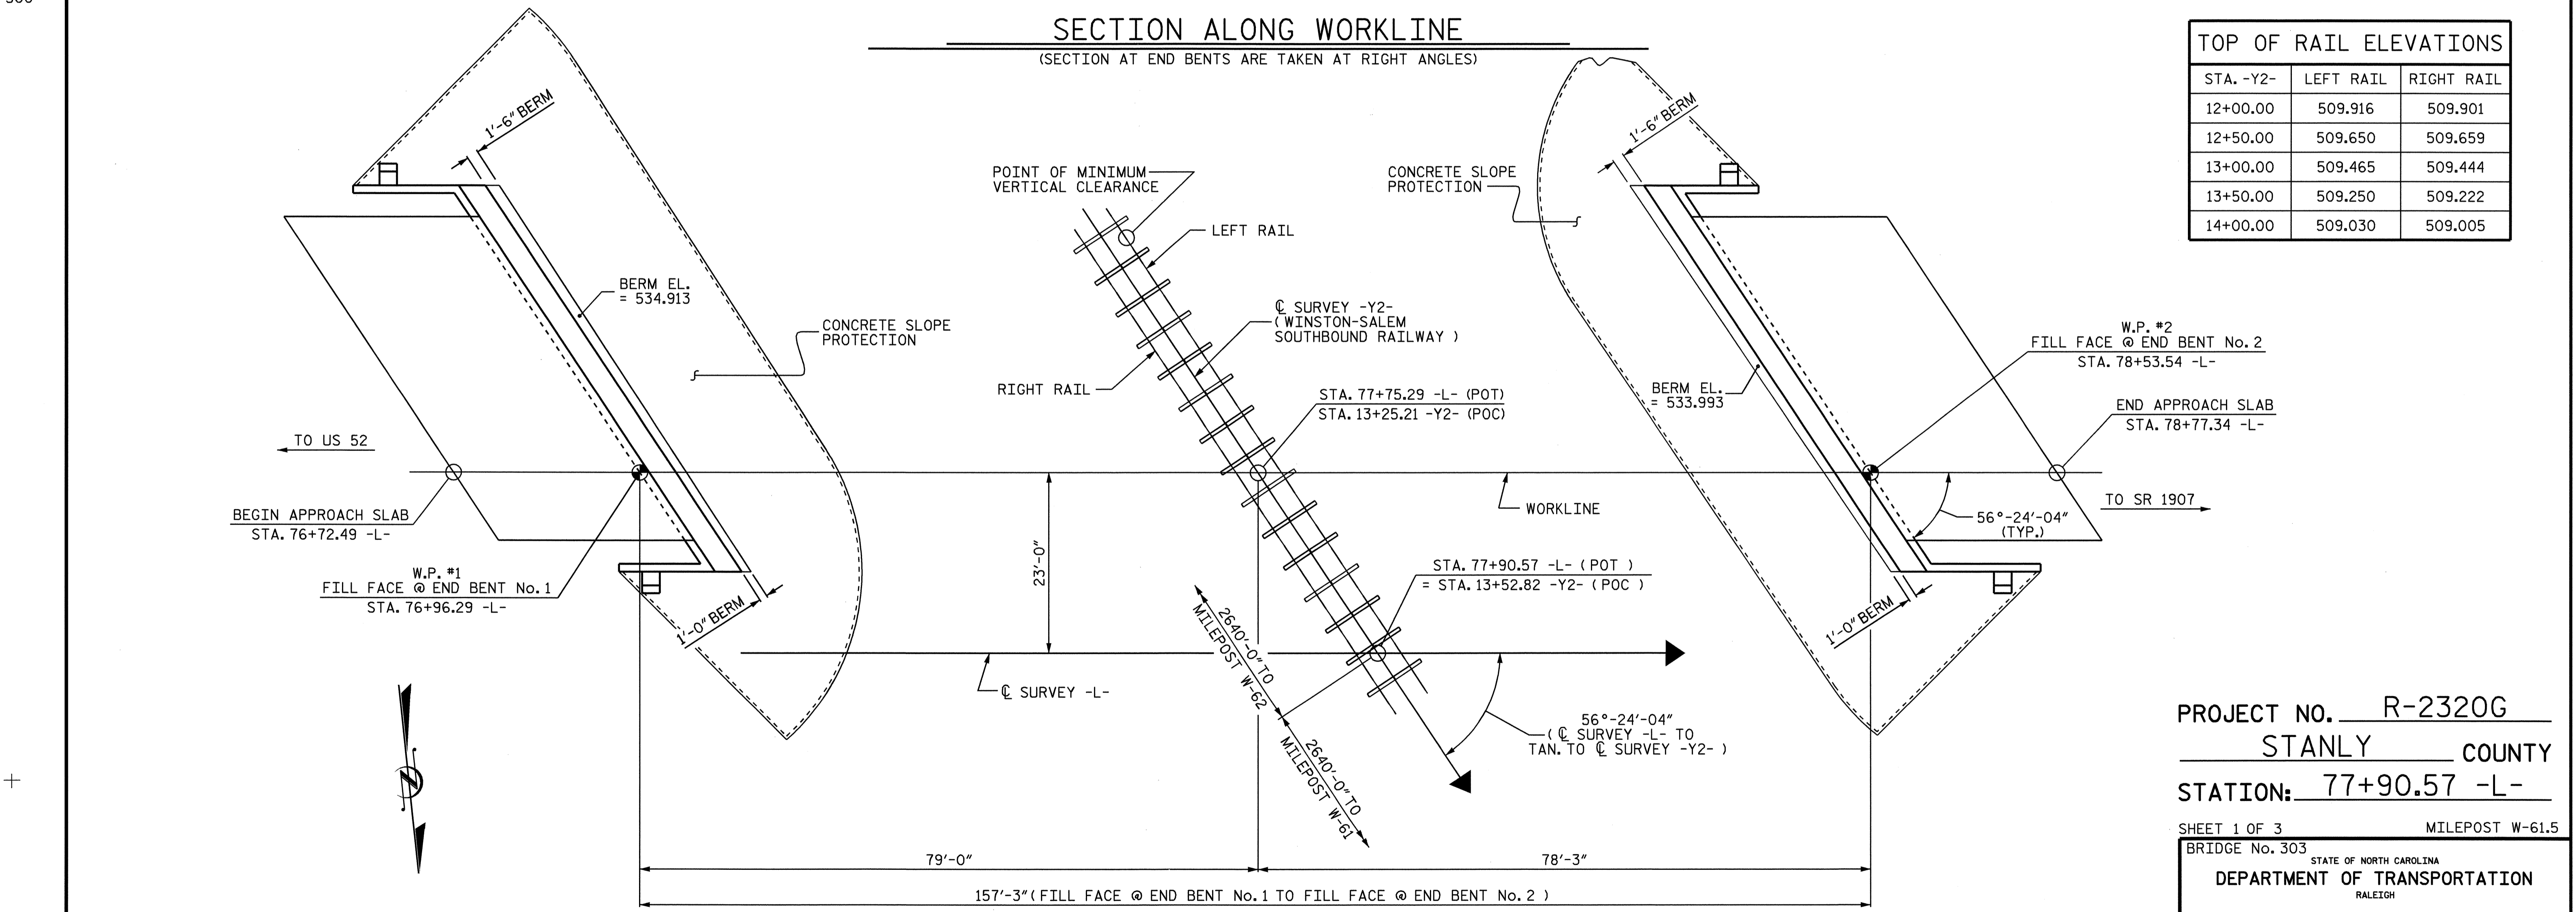 SECTION ALONG WORKLINE
(SECTION AT END BENTS ARE TAKEN AT RIGHT ANGLES)
TOP OF RAIL ELEVATIONS
STA. -Y2- LEFT RAIL RIGHT RAIL
12+00.00 509.916 509.901
12+50.00 509.650 509.659
13+00.00 509.465 509.444
13+50.00 509.250 509.222
14+00.00 509.030 509.005
1'-6" BERM
1'-6" BERM
POINT OF MINIMUM
VERTICAL CLEARANCE
CONCRETE SLOPE
PROTECTION
LEFT RAIL
BERM EL.
= 534.913
CONCRETE SLOPE
PROTECTION
℄ SURVEY -Y2-
( WINSTON-SALEM
SOUTHBOUND RAILWAY )
RIGHT RAIL
STA. 77+75.29 -L- (POT)
STA. 13+25.21 -Y2- (POC)
BERM EL.
= 533.993
W.P. #2
FILL FACE @ END BENT No. 2
STA. 78+53.54 -L-
END APPROACH SLAB
STA. 78+77.34 -L-
TO US 52
TO SR 1907
BEGIN APPROACH SLAB
STA. 76+72.49 -L-
WORKLINE
56°-24'-04"
(TYP.)
W.P. #1
FILL FACE @ END BENT No. 1
STA. 76+96.29 -L-
23'-0"
STA. 77+90.57 -L- ( POT )
= STA. 13+52.82 -Y2- ( POC )
1'-0" BERM
1'-0" BERM
2640'-0" TO
MILEPOST W-62
℄ SURVEY -L-
2640'-0" TO
MILEPOST W-61
56°-24'-04"
( ℄ SURVEY -L- TO
TAN. TO ℄ SURVEY -Y2- )
79'-0"
78'-3"
157'-3" ( FILL FACE @ END BENT No. 1 TO FILL FACE @ END BENT No. 2 )
PROJECT NO. R-2320G
STANLY COUNTY
STATION: 77+90.57 -L-
SHEET 1 OF 3 MILEPOST W-61.5
BRIDGE No. 303
STATE OF NORTH CAROLINA
DEPARTMENT OF TRANSPORTATION
RALEIGH